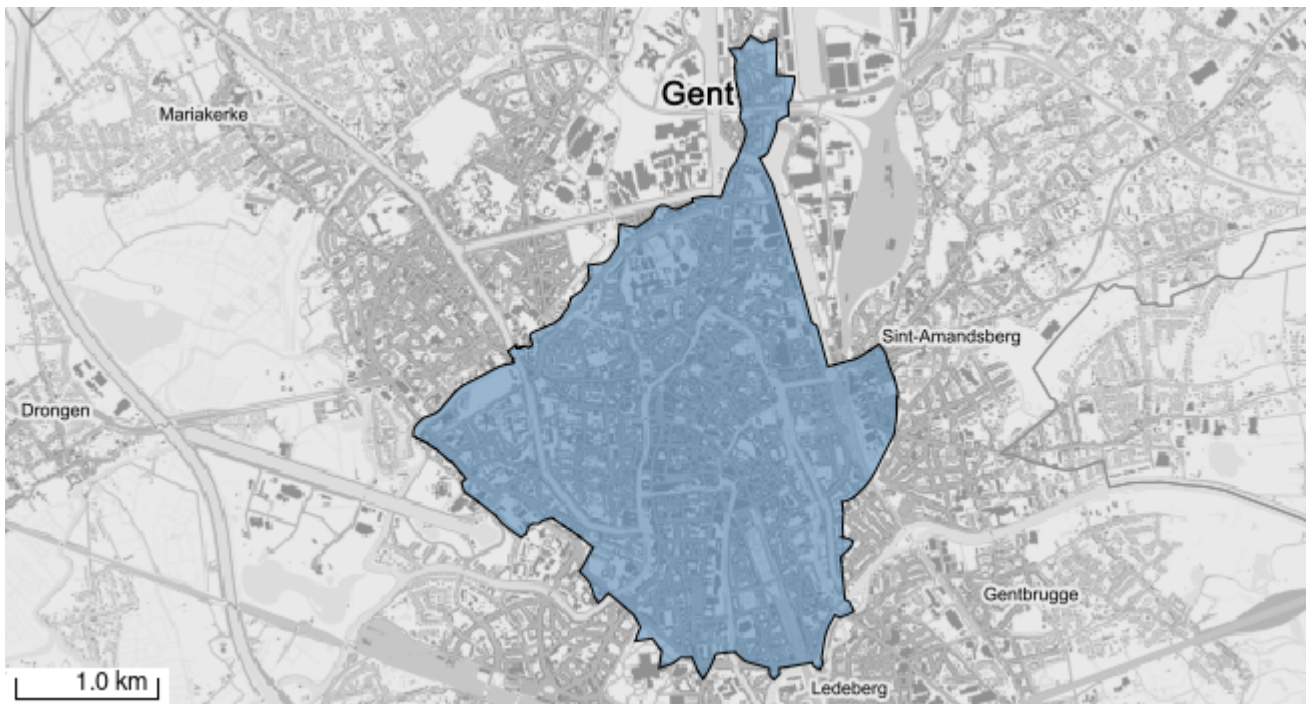 Gent
Mariakerke
Sint-Amandsberg
Drongen
Gentbrugge
1.0 km
Ledeberg